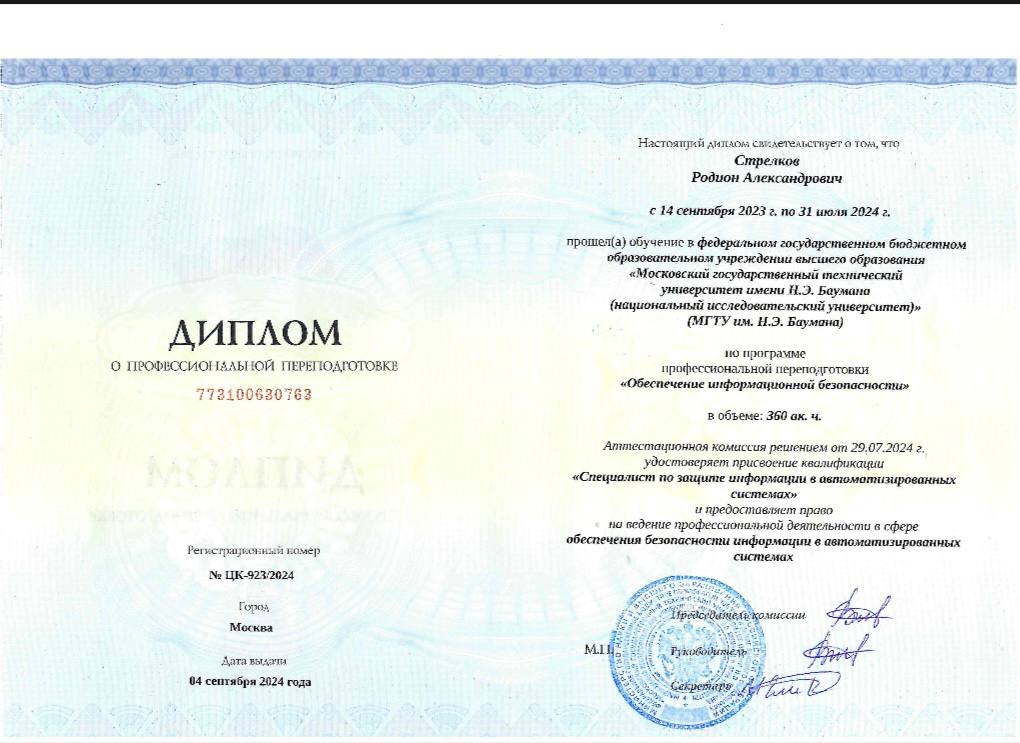 ДИПЛОМ
О ПРОФЕССИОНАЛЬНОЙ ПЕРЕПОДГОТОВКЕ
773100630763
Регистрационный номер
№ ЦК-923/2024
Город
Москва
Дата выдачи
04 сентября 2024 года
Настоящий диплом свидетельствует о том, что
Стрелков
Родион Александрович
с 14 сентября 2023 г. по 31 июля 2024 г.
прошел(а) обучение в федеральном государственном бюджетном
образовательном учреждении высшего образования
«Московский государственный технический
университет имени Н.Э. Баумана
(национальный исследовательский университет)»
(МГТУ им. Н.Э. Баумана)
по программе
профессиональной переподготовки
«Обеспечение информационной безопасности»
в объеме: 360 ак. ч.
Аттестационная комиссия решением от 29.07.2024 г.
удостоверяет присвоение квалификации
«Специалист по защите информации в автоматизированных
системах»
и предоставляет право
на ведение профессиональной деятельности в сфере
обеспечения безопасности информации в автоматизированных
системах
Председатель комиссии
М.П.
Руководитель
Секретарь